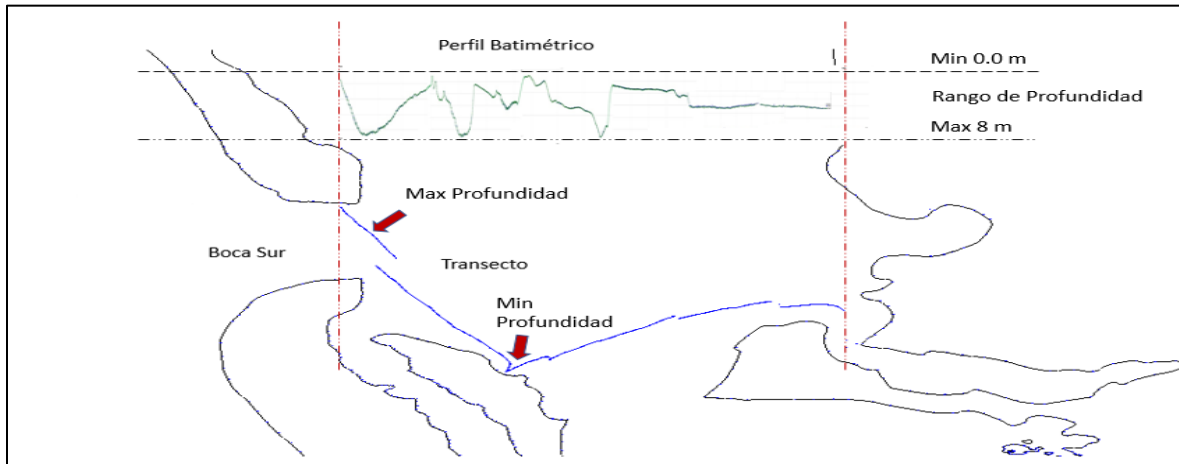 Perfil Batimétrico
Min 0.0 m
Rango de Profundidad
Max 8 m
Max Profundidad
Boca Sur
Transecto
Min
Profundidad